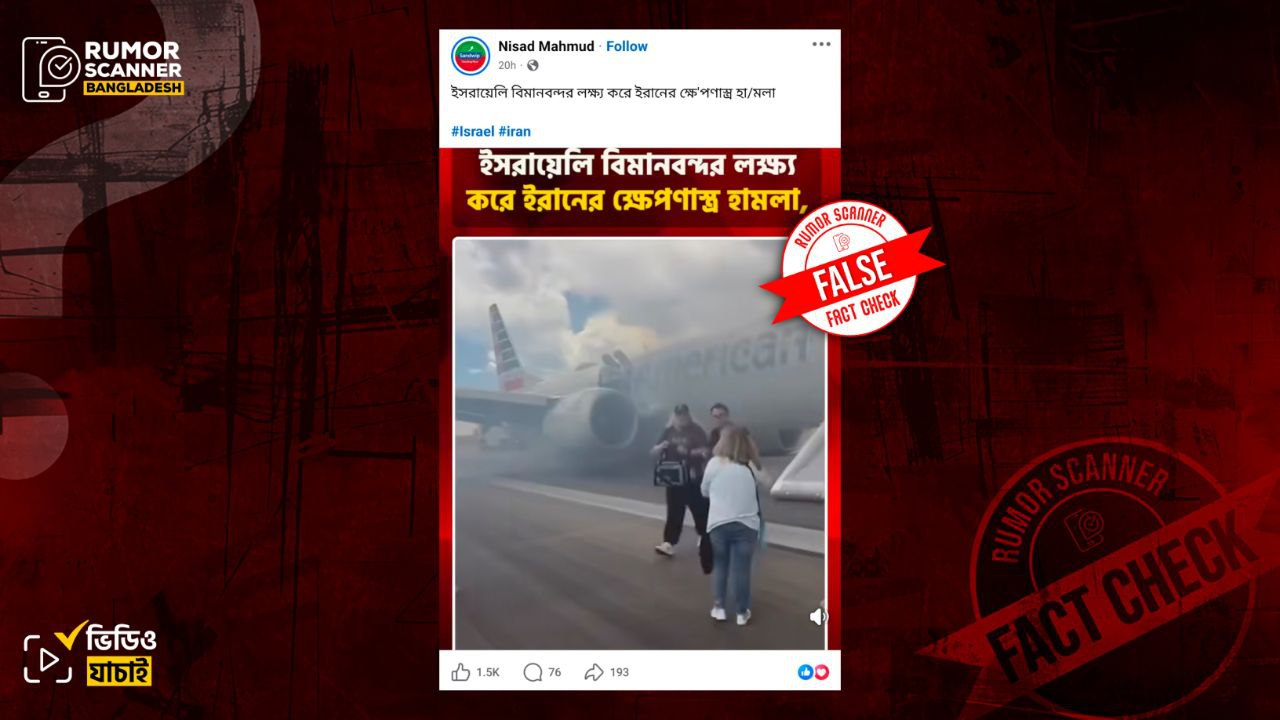 RUMOR
SCANNER
BANGLADESH
Nisad Mahmud · Follow
20h ·
ইসরায়েলি বিমানবন্দর লক্ষ্য করে ইরানের ক্ষে'পণাস্ত্র হা/মলা
#Israel #iran
ইসরায়েলি বিমানবন্দর লক্ষ্য
করে ইরানের ক্ষেপণাস্ত্র হামলা,
RUMOR SCANNER
FALSE
FACT CHECK
American
RUMOR SCANNER
FACT CHECK
ভিডিও
যাচাই
1.5K
76
193